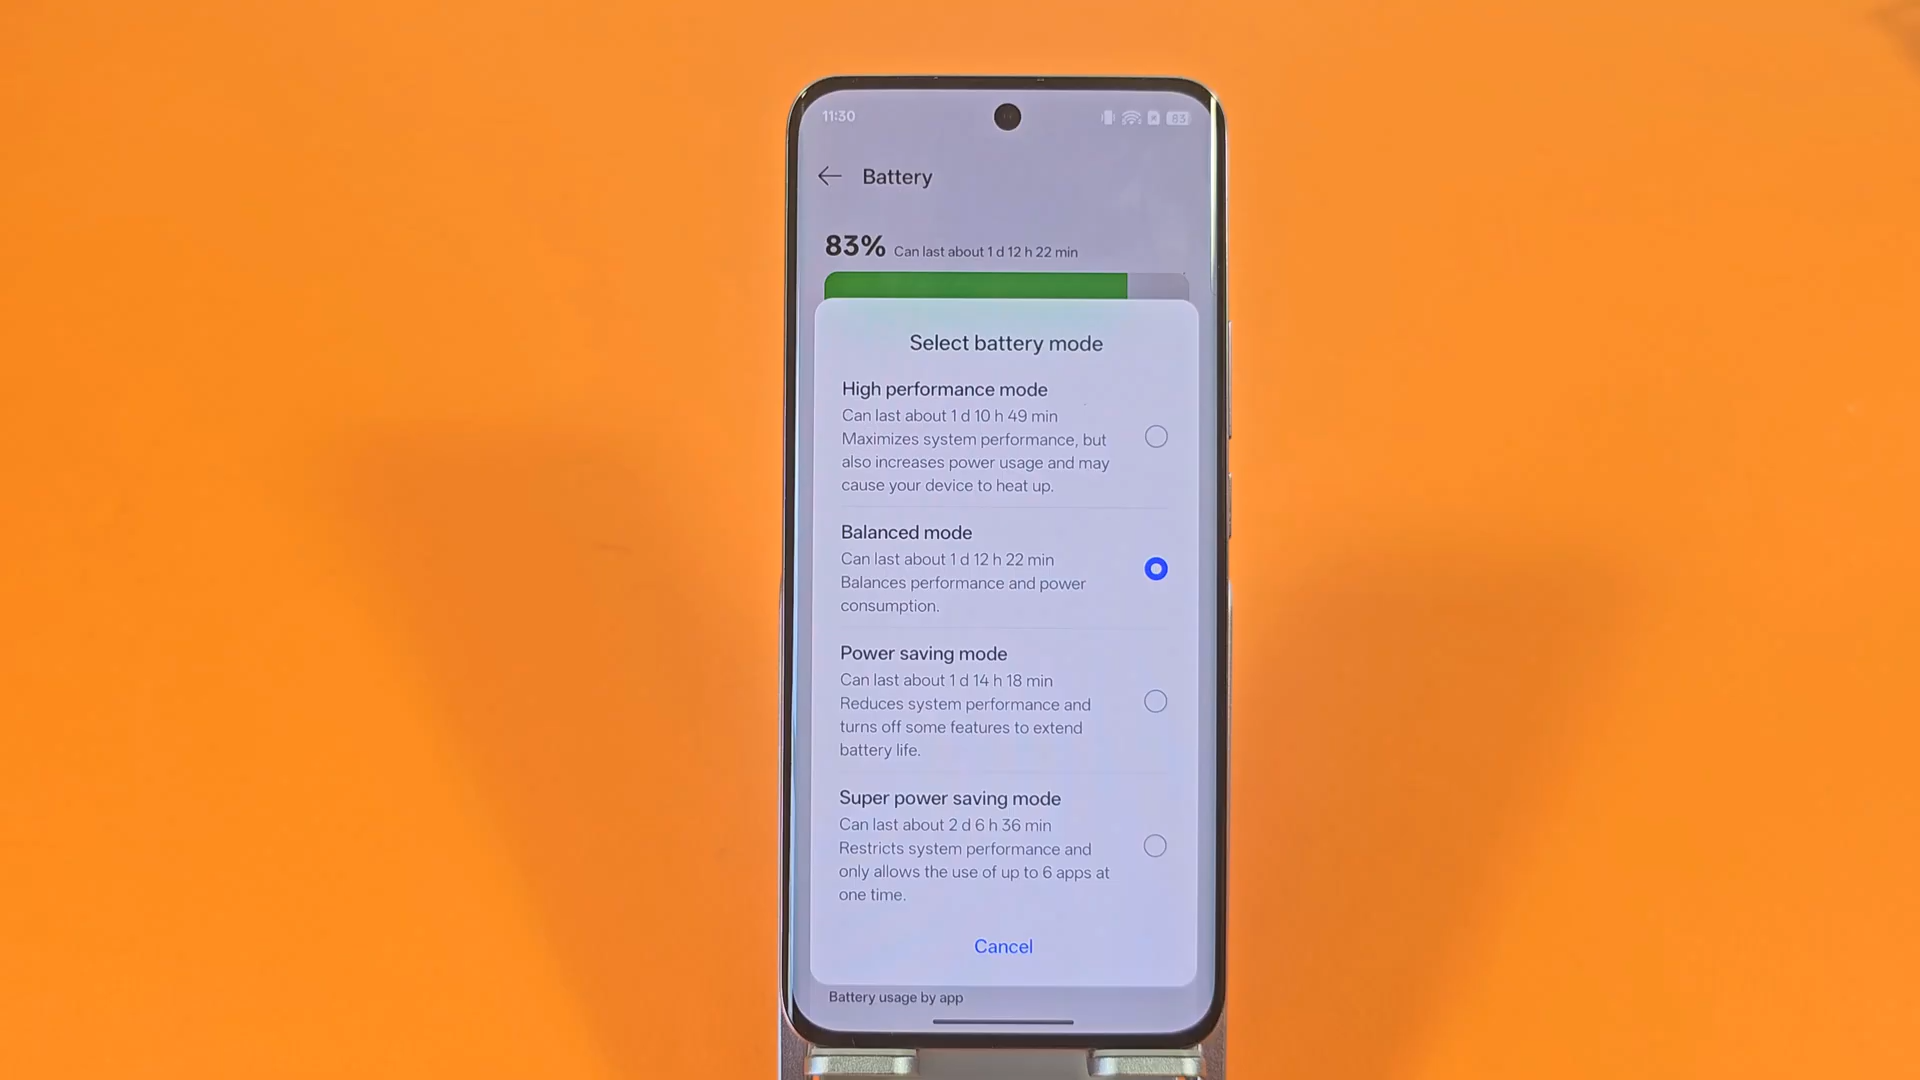 11:30
83
Battery
83% Can last about 1 d 12 h 22 min
Select battery mode
High performance mode
Can last about 1 d 10 h 49 min
Maximizes system performance, but
also increases power usage and may
cause your device to heat up.
Balanced mode
Can last about 1 d 12 h 22 min
Balances performance and power
consumption.
Power saving mode
Can last about 1 d 14 h 18 min
Reduces system performance and
turns off some features to extend
battery life.
Super power saving mode
Can last about 2 d 6 h 36 min
Restricts system performance and
only allows the use of up to 6 apps at
one time.
Cancel
Battery usage by app